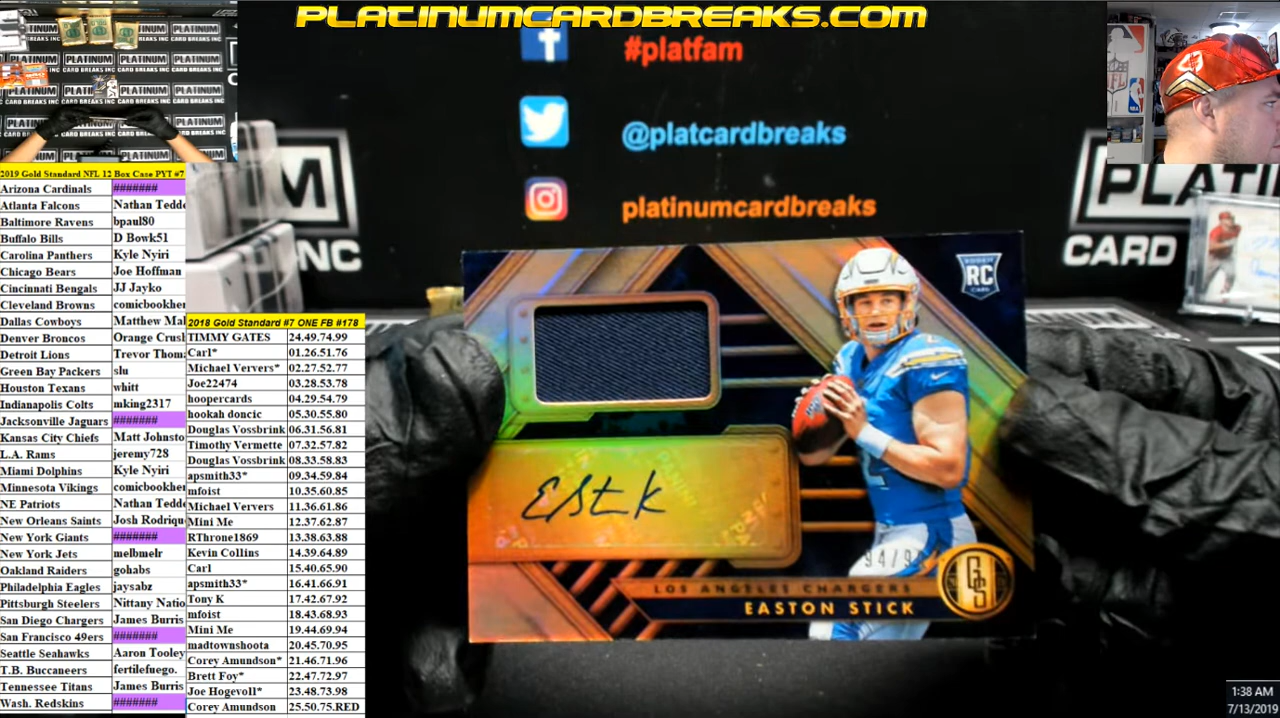 PLATINUMCARDBREAKS.COM
#platfam
@platcardbreaks
platinumcardbreaks
2019 Gold Standard NFL 12 Box Case PYT #7
Arizona Cardinals #######
Atlanta Falcons Nathan Tedde
Baltimore Ravens bpaul80
Buffalo Bills D Bowk51
Carolina Panthers Kyle Nyiri
Chicago Bears Joe Hoffman
Cincinnati Bengals JJ Jayko
Cleveland Browns comicbookher
Dallas Cowboys Matthew Mal
Denver Broncos Orange Crush
Detroit Lions Trevor Thoma
Green Bay Packers slu
Houston Texans whitt
Indianapolis Colts mking2317
Jacksonville Jaguars #######
Kansas City Chiefs Matt Johnsto
L.A. Rams jeremy728
Miami Dolphins Kyle Nyiri
Minnesota Vikings comicbookher
NE Patriots Nathan Tedde
New Orleans Saints Josh Rodrigu
New York Giants #######
New York Jets melbmelr
Oakland Raiders gohabs
Philadelphia Eagles jaysabz
Pittsburgh Steelers Nittany Natio
San Diego Chargers James Burris
San Francisco 49ers #######
Seattle Seahawks Aaron Tooley
T.B. Buccaneers fertilefuego.
Tennessee Titans James Burris
Wash. Redskins #######
2018 Gold Standard #7 ONE FB #178
TIMMY GATES 24.49.74.99
Carl* 01.26.51.76
Michael Ververs* 02.27.52.77
Joe22474 03.28.53.78
hoopercards 04.29.54.79
hookah doncic 05.30.55.80
Douglas Vossbrink 06.31.56.81
Timothy Vermette 07.32.57.82
Douglas Vossbrink 08.33.58.83
apsmith33* 09.34.59.84
mfoist 10.35.60.85
Michael Ververs 11.36.61.86
Mini Me 12.37.62.87
RThrone1869 13.38.63.88
Kevin Collins 14.39.64.89
Carl 15.40.65.90
apsmith33* 16.41.66.91
Tony K 17.42.67.92
mfoist 18.43.68.93
Mini Me 19.44.69.94
madtownshoota 20.45.70.95
Corey Amundson* 21.46.71.96
Brett Foy* 22.47.72.97
Joe Hogevoll* 23.48.73.98
Corey Amundson 25.50.75.RED
RC
EStick
LOS ANGELES CHARGERS
EASTON STICK
GS
INC
CARD
1:38 AM
7/13/2019